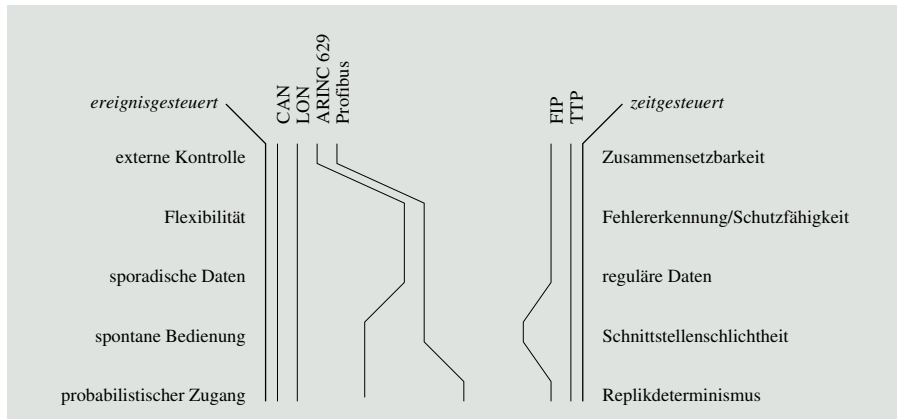 ereignisgesteuert
CAN
LON
ARINC 629
Profibus
FIP
TTP
zeitgesteuert
externe Kontrolle
Zusammensetzbarkeit
Flexibilität
Fehlererkennung/Schutzfähigkeit
sporadische Daten
reguläre Daten
spontane Bedienung
Schnittstellenschlichtheit
probabilistischer Zugang
Replikdeterminismus